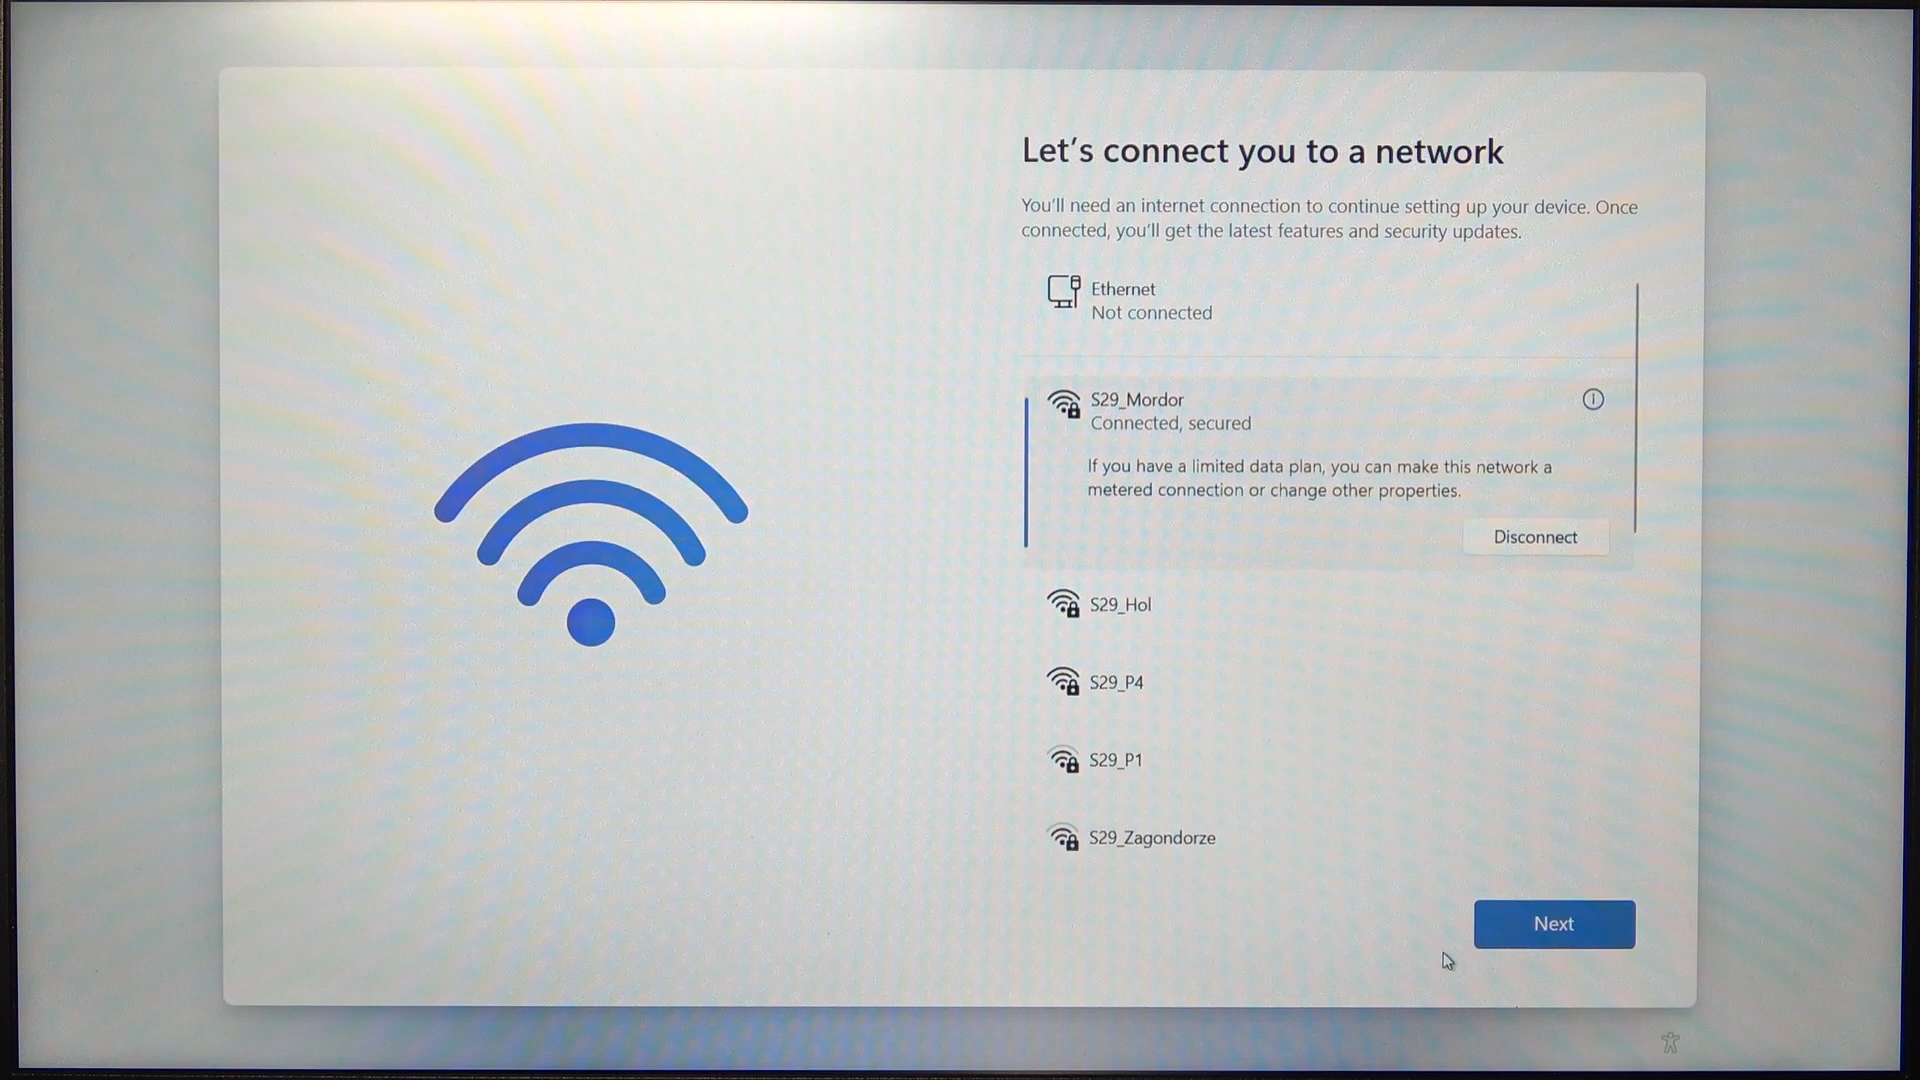 Let's connect you to a network
You'll need an internet connection to continue setting up your device. Once
connected, you'll get the latest features and security updates.
Ethernet
Not connected
S29_Mordor
Connected, secured
If you have a limited data plan, you can make this network a
metered connection or change other properties.
Disconnect
S29_Hol
S29_P4
S29_P1
S29_Zagondorze
Next